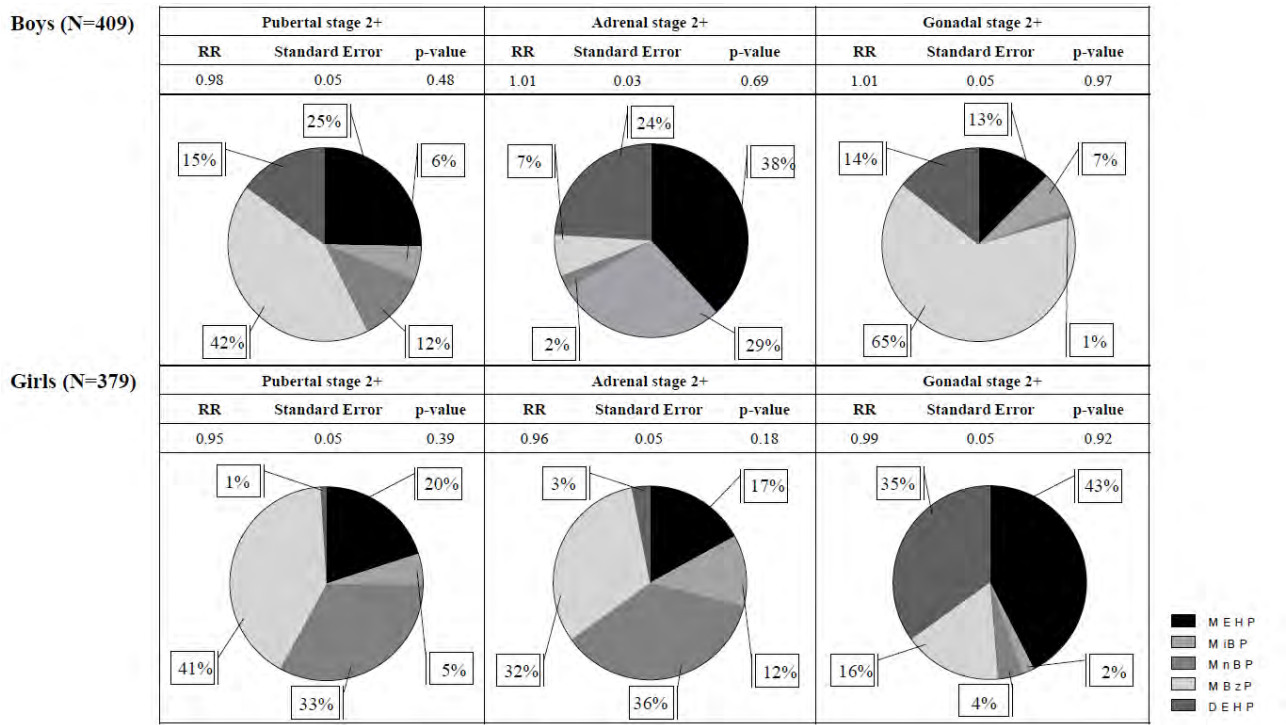 Boys (N=409)
Pubertal stage 2+ Adrenal stage 2+ Gonadal stage 2+
RR Standard Error p-value RR Standard Error p-value RR Standard Error p-value
0.98 0.05 0.48 1.01 0.03 0.69 1.01 0.05 0.97
25% 24% 13%
15% 6% 7% 38% 14% 7%
42% 12% 2% 29% 65% 1%
Girls (N=379)
Pubertal stage 2+ Adrenal stage 2+ Gonadal stage 2+
RR Standard Error p-value RR Standard Error p-value RR Standard Error p-value
0.95 0.05 0.39 0.96 0.05 0.18 0.99 0.05 0.92
1% 20% 3% 17% 35% 43%
41% 5% 32% 12% 16% 2%
33% 36% 4%
MEHP
MiBP
MnBP
MBzP
DEHP